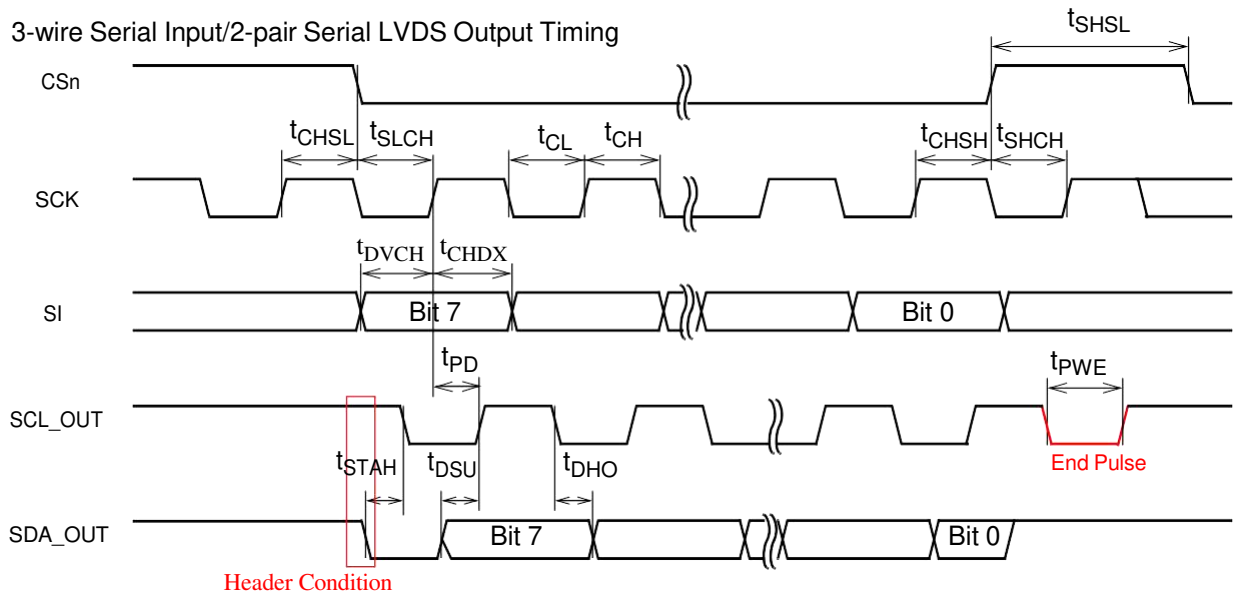 3-wire Serial Input/2-pair Serial LVDS Output Timing
tSHSL
CSn
tCHSL tSLCH tCL tCH tCHSH tSHCH
SCK
tDVCH tCHDX
SI Bit 7 Bit 0
tPD tPWE
SCL_OUT
End Pulse
tSTAH tDSU tDHO
SDA_OUT Bit 7 Bit 0
Header Condition